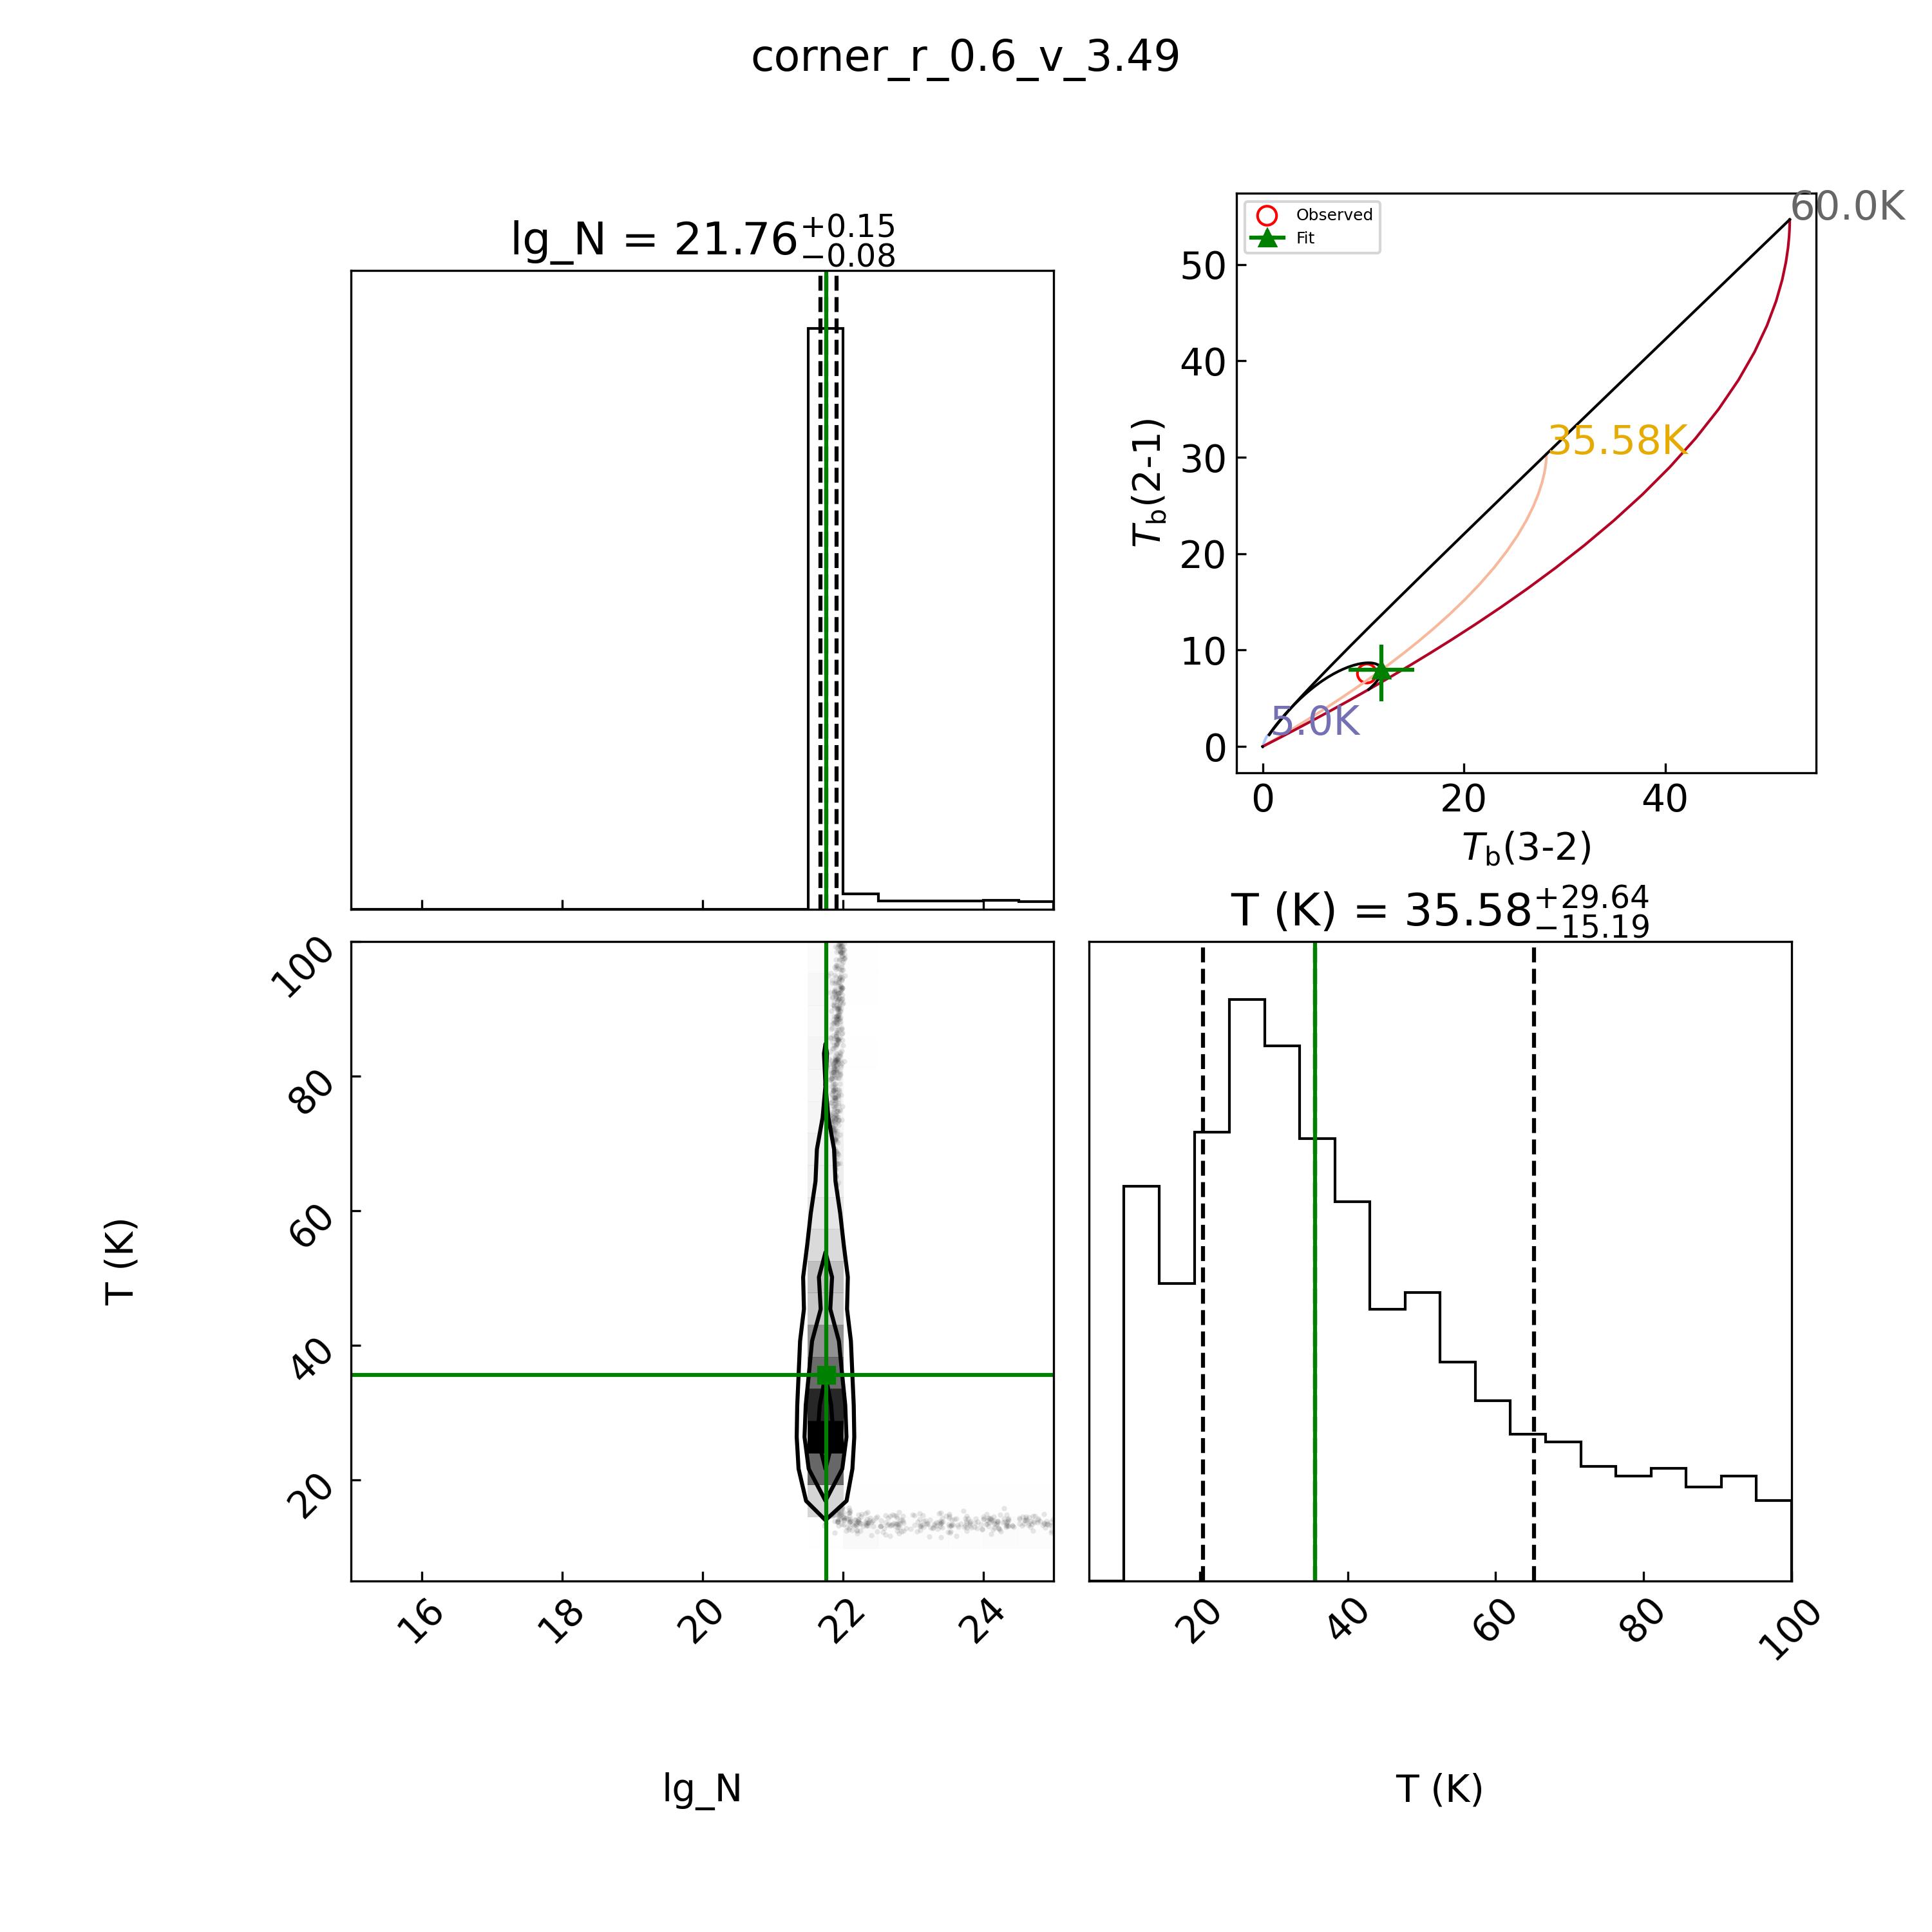 corner_r_0.6_v_3.49
lg_N = 21.76+0.15−0.08
60.0K
Observed
Fit
50
40
30
20
10
0
35.58K
5.0K
Tb(2-1)
0 20 40
Tb(3-2)
T (K) = 35.58+29.64−15.19
100
80
60
40
20
T (K)
16 18 20 22 24
lg_N
20 40 60 80 100
T (K)